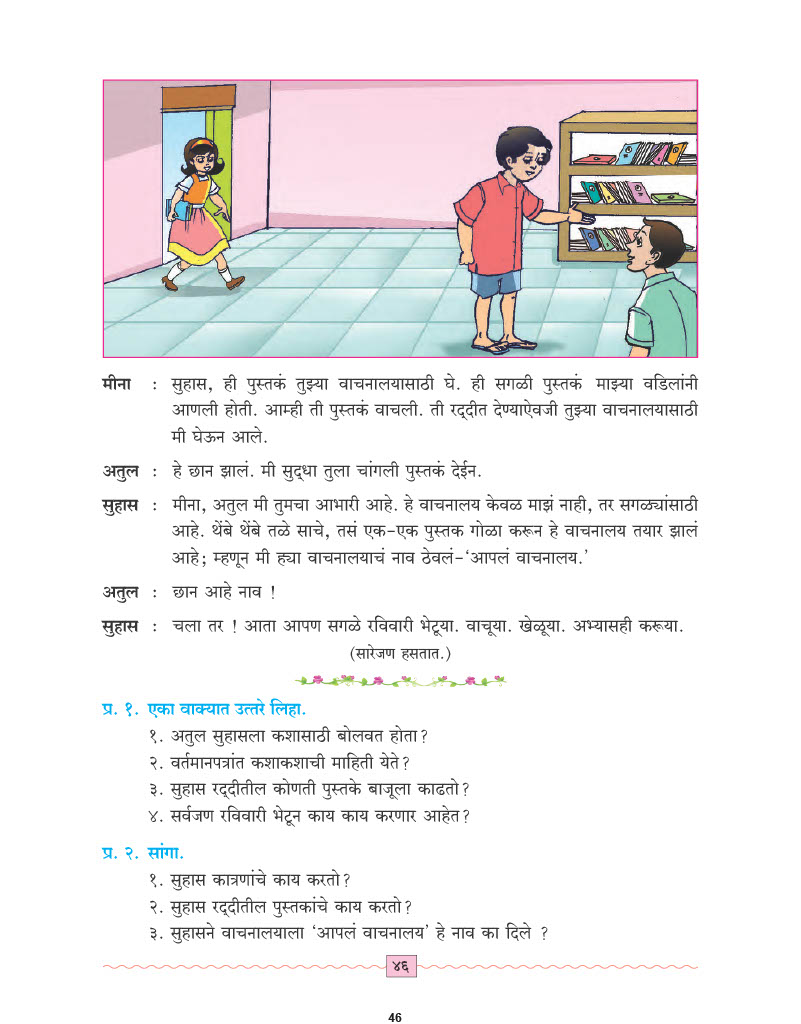 मीना : सुहास, ही पुस्तकं तुझ्या वाचनालयासाठी घे. ही सगळी पुस्तकं माझ्या वडिलांनी
आणली होती. आम्ही ती पुस्तकं वाचली. ती रद्दीत देण्याऐवजी तुझ्या वाचनालयासाठी
मी घेऊन आले.
अतुल : हे छान झालं. मी सुद्धा तुला चांगली पुस्तकं देईन.
सुहास : मीना, अतुल मी तुमचा आभारी आहे. हे वाचनालय केवळ माझं नाही, तर सगळ्यांसाठी
आहे. थेंबे थेंबे तळे साचे, तसं एक-एक पुस्तक गोळा करून हे वाचनालय तयार झालं
आहे; म्हणून मी ह्या वाचनालयाचं नाव ठेवलं-‘आपलं वाचनालय.’
अतुल : छान आहे नाव !
सुहास : चला तर ! आता आपण सगळे रविवारी भेटूया. वाचूया. खेळूया. अभ्यासही करूया.
(सारेजण हसतात.)
प्र. १. एका वाक्यात उत्तरे लिहा.
१. अतुल सुहासला कशासाठी बोलवत होता?
२. वर्तमानपत्रांत कशाकशाची माहिती येते?
३. सुहास रद्दीतील कोणती पुस्तके बाजूला काढतो?
४. सर्वजण रविवारी भेटून काय काय करणार आहेत?
प्र. २. सांगा.
१. सुहास कात्रणांचे काय करतो?
२. सुहास रद्दीतील पुस्तकांचे काय करतो?
३. सुहासने वाचनालयाला ‘आपलं वाचनालय’ हे नाव का दिले ?
४६
46